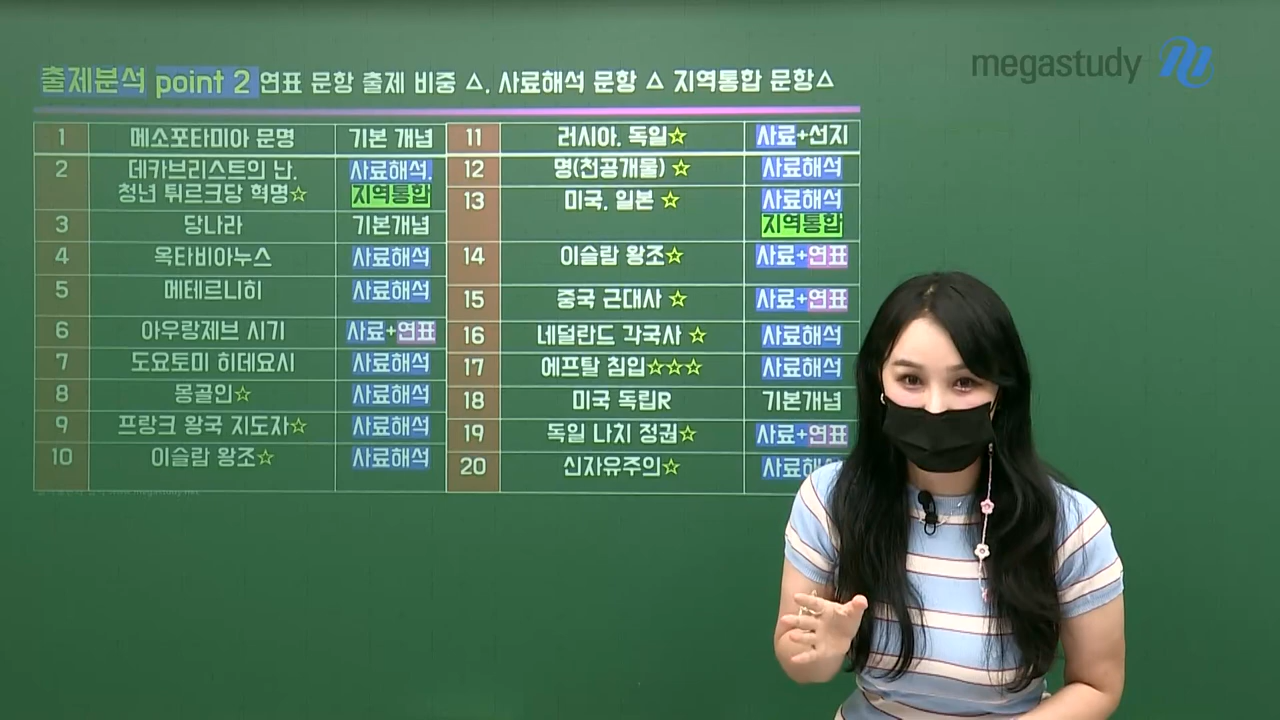 megastudy
출제분석 point 2 연표 문항 출제 비중 △, 사료해석 문항 △ 지역통합 문항△
1 메소포타미아 문명 기본 개념
2 데카브리스트의 난, 사료해석,
청년 튀르크당 혁명☆ 지역통합
3 당나라 기본개념
4 옥타비아누스 사료해석
5 메테르니히 사료해석
6 아우랑제브 시기 사료+연표
7 도요토미 히데요시 사료해석
8 몽골인☆ 사료해석
9 프랑크 왕국 지도자☆ 사료해석
10 이슬람 왕조☆ 사료해석
11 러시아, 독일☆ 사료+선지
12 명(천공개물) ☆ 사료해석
13 미국, 일본 ☆ 사료해석
지역통합
14 이슬람 왕조☆ 사료+연표
15 중국 근대사 ☆ 사료+연표
16 네덜란드 각국사 ☆ 사료해석
17 에프탈 침입☆☆☆ 사료해석
18 미국 독립R 기본개념
19 독일 나치 정권☆ 사료+연표
20 신자유주의☆ 사료해